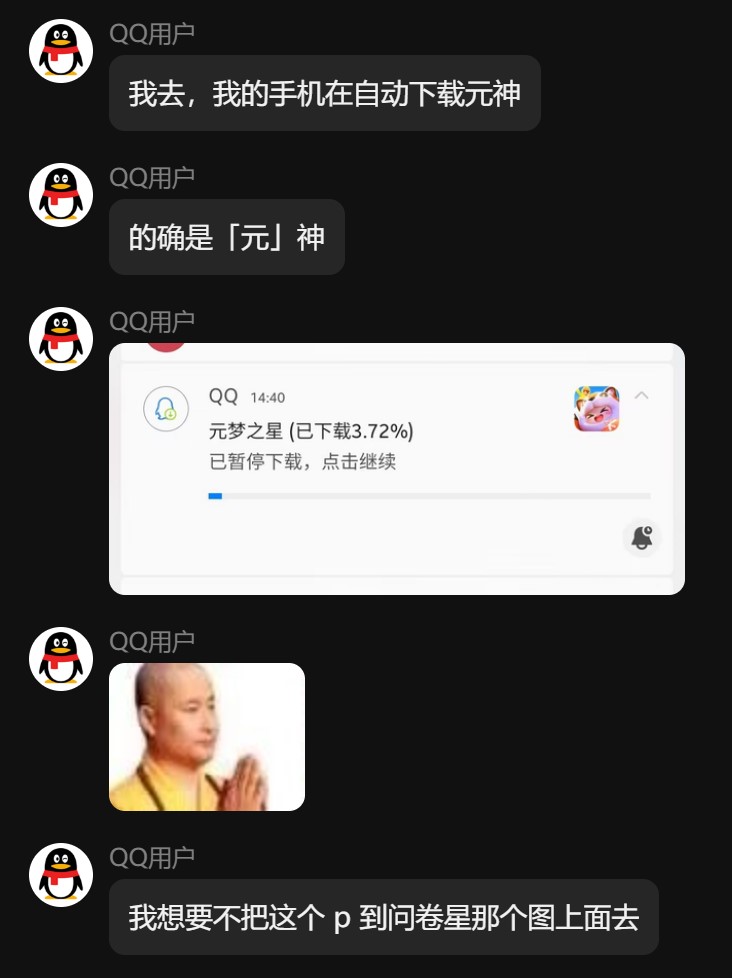 QQ用户
我去，我的手机在自动下载元神
QQ用户
的确是「元」神
QQ用户
QQ 14:40
元梦之星 (已下载3.72%)
已暂停下载，点击继续
QQ用户
QQ用户
我想要不把这个 p 到问卷星那个图上面去